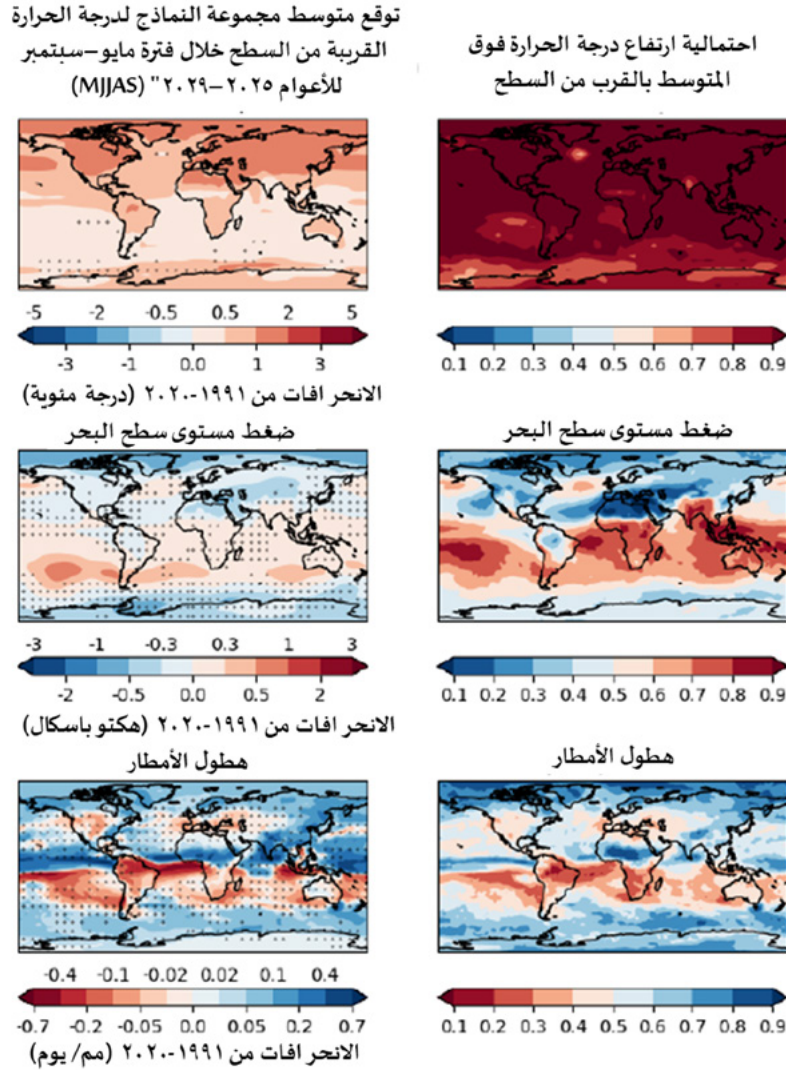 توقع متوسط مجموعة النماذج لدرجة الحرارة
القريبة من السطح خلال فترة مايو–سبتمبر
للأعوام ٢٠٢٥–٢٠٢٩" (MJJAS)
احتمالية ارتفاع درجة الحرارة فوق
المتوسط بالقرب من السطح
-5 -2 -0.5 0.5 2 5
-3 -1 0.0 1 3
0.1 0.2 0.3 0.4 0.5 0.6 0.7 0.8 0.9
الانحر افات من ١٩٩١-٢٠٢٠ (درجة مئوية)
ضغط مستوى سطح البحر
ضغط مستوى سطح البحر
-3 -1 -0.3 0.3 1 3
-2 -0.5 0.0 0.5 2
0.1 0.2 0.3 0.4 0.5 0.6 0.7 0.8 0.9
الانحر افات من ١٩٩١-٢٠٢٠ (هكتو باسكال)
هطول الأمطار
هطول الأمطار
-0.4 -0.1 -0.02 0.02 0.1 0.4
-0.7 -0.2 -0.05 0.0 0.05 0.2 0.7
0.1 0.2 0.3 0.4 0.5 0.6 0.7 0.8 0.9
الانحر افات من ١٩٩١-٢٠٢٠ (مم/ يوم)